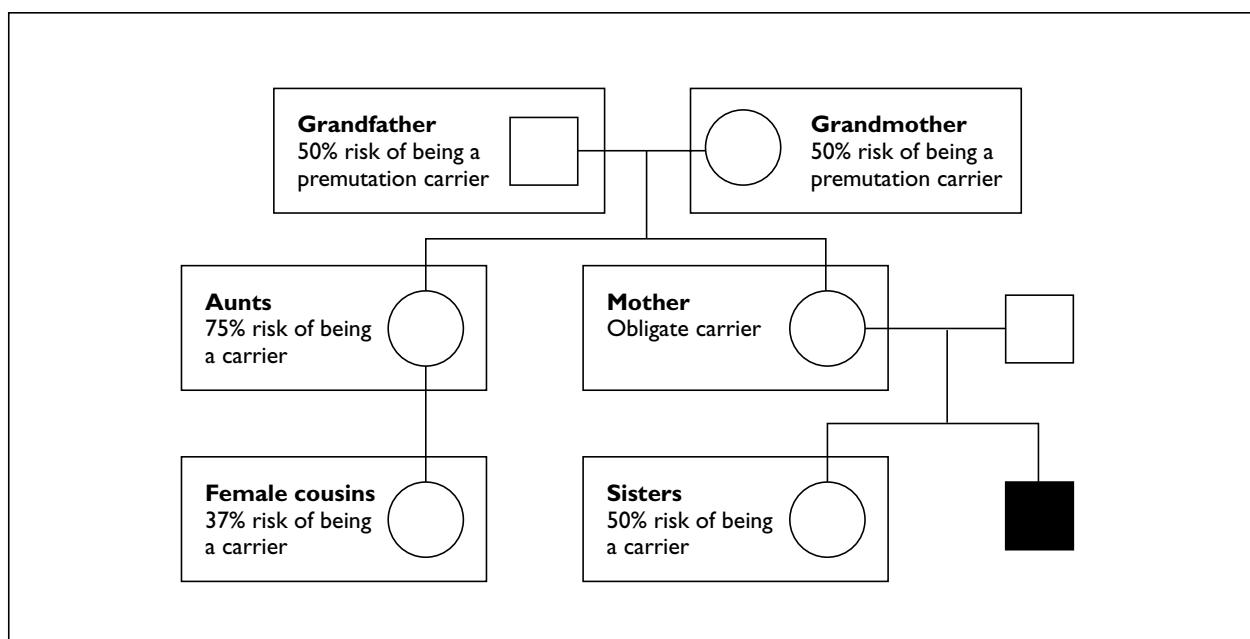 Grandfather
50% risk of being a
premutation carrier
Grandmother
50% risk of being a
premutation carrier
Aunts
75% risk of being
a carrier
Mother
Obligate carrier
Female cousins
37% risk of being
a carrier
Sisters
50% risk of being
a carrier